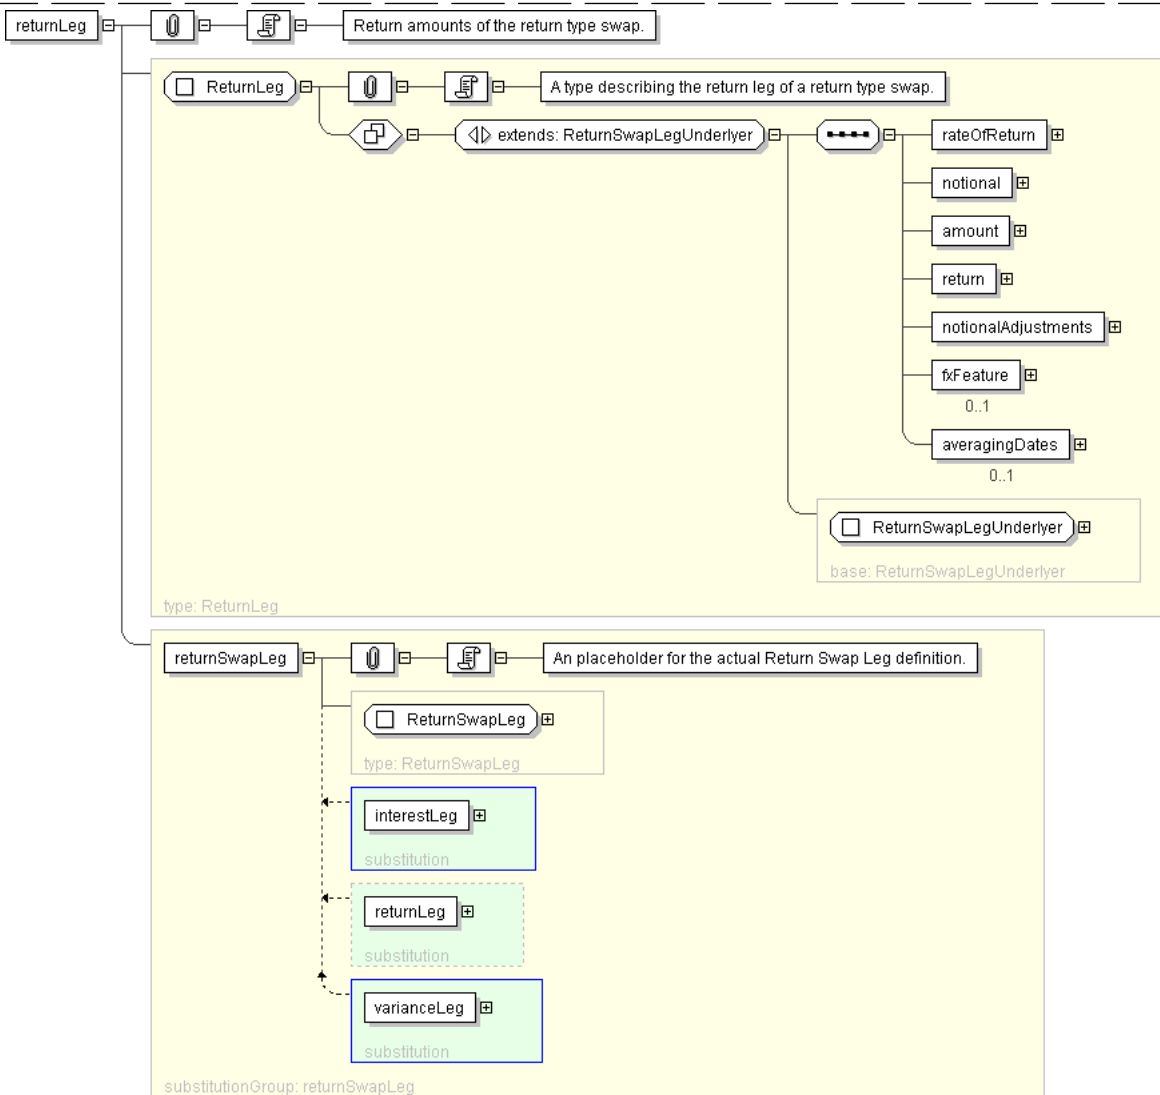 returnLeg
Return amounts of the return type swap.
ReturnLeg
A type describing the return leg of a return type swap.
extends: ReturnSwapLegUnderlyer
rateOfReturn
notional
amount
return
notionalAdjustments
fxFeature
0..1
averagingDates
0..1
ReturnSwapLegUnderlyer
base: ReturnSwapLegUnderlyer
type: ReturnLeg
returnSwapLeg
An placeholder for the actual Return Swap Leg definition.
ReturnSwapLeg
type: ReturnSwapLeg
interestLeg
substitution
returnLeg
substitution
varianceLeg
substitution
substitutionGroup: returnSwapLeg